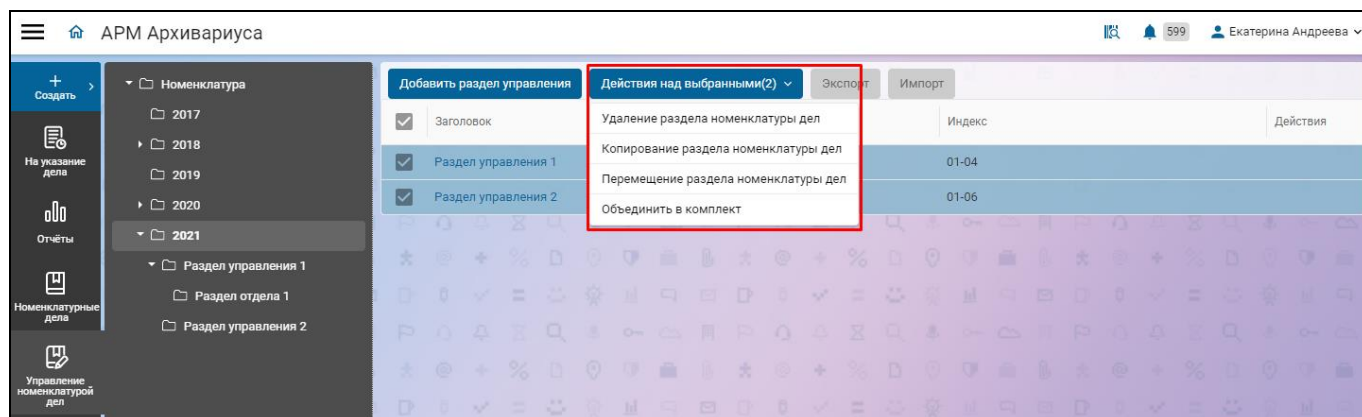 АРМ Архивариуса
599
Екатерина Андреева
+ Создать
На указание
дела
Отчёты
Номенклатурные
дела
Управление
номенклатурой
дел
Номенклатура
2017
2018
2019
2020
2021
Раздел управления 1
Раздел отдела 1
Раздел управления 2
Добавить раздел управления
Действия над выбранными(2)
Экспорт
Импорт
Заголовок
Индекс
Действия
Раздел управления 1
01-04
Раздел управления 2
01-06
Удаление раздела номенклатуры дел
Копирование раздела номенклатуры дел
Перемещение раздела номенклатуры дел
Объединить в комплект